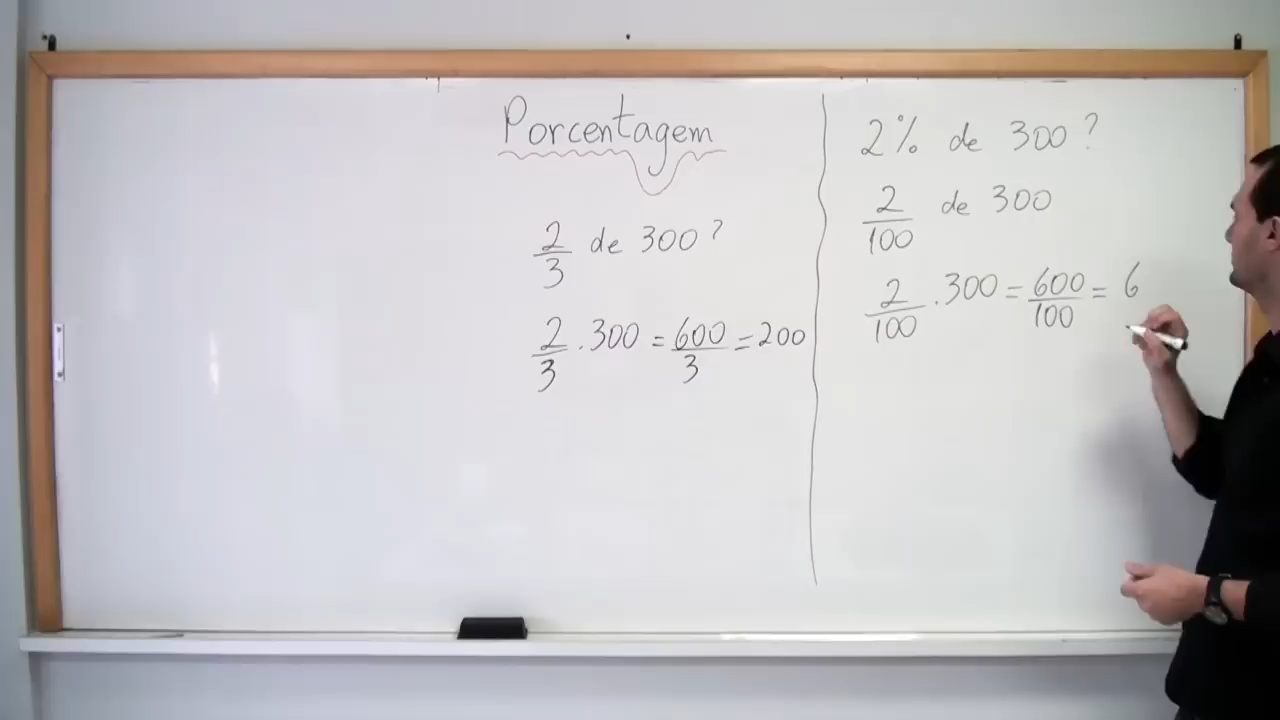 Porcentagem
2/3 de 300?
2/3 . 300 = 600/3 = 200
2% de 300?
2/100 de 300
2/100 . 300 = 600/100 = 6